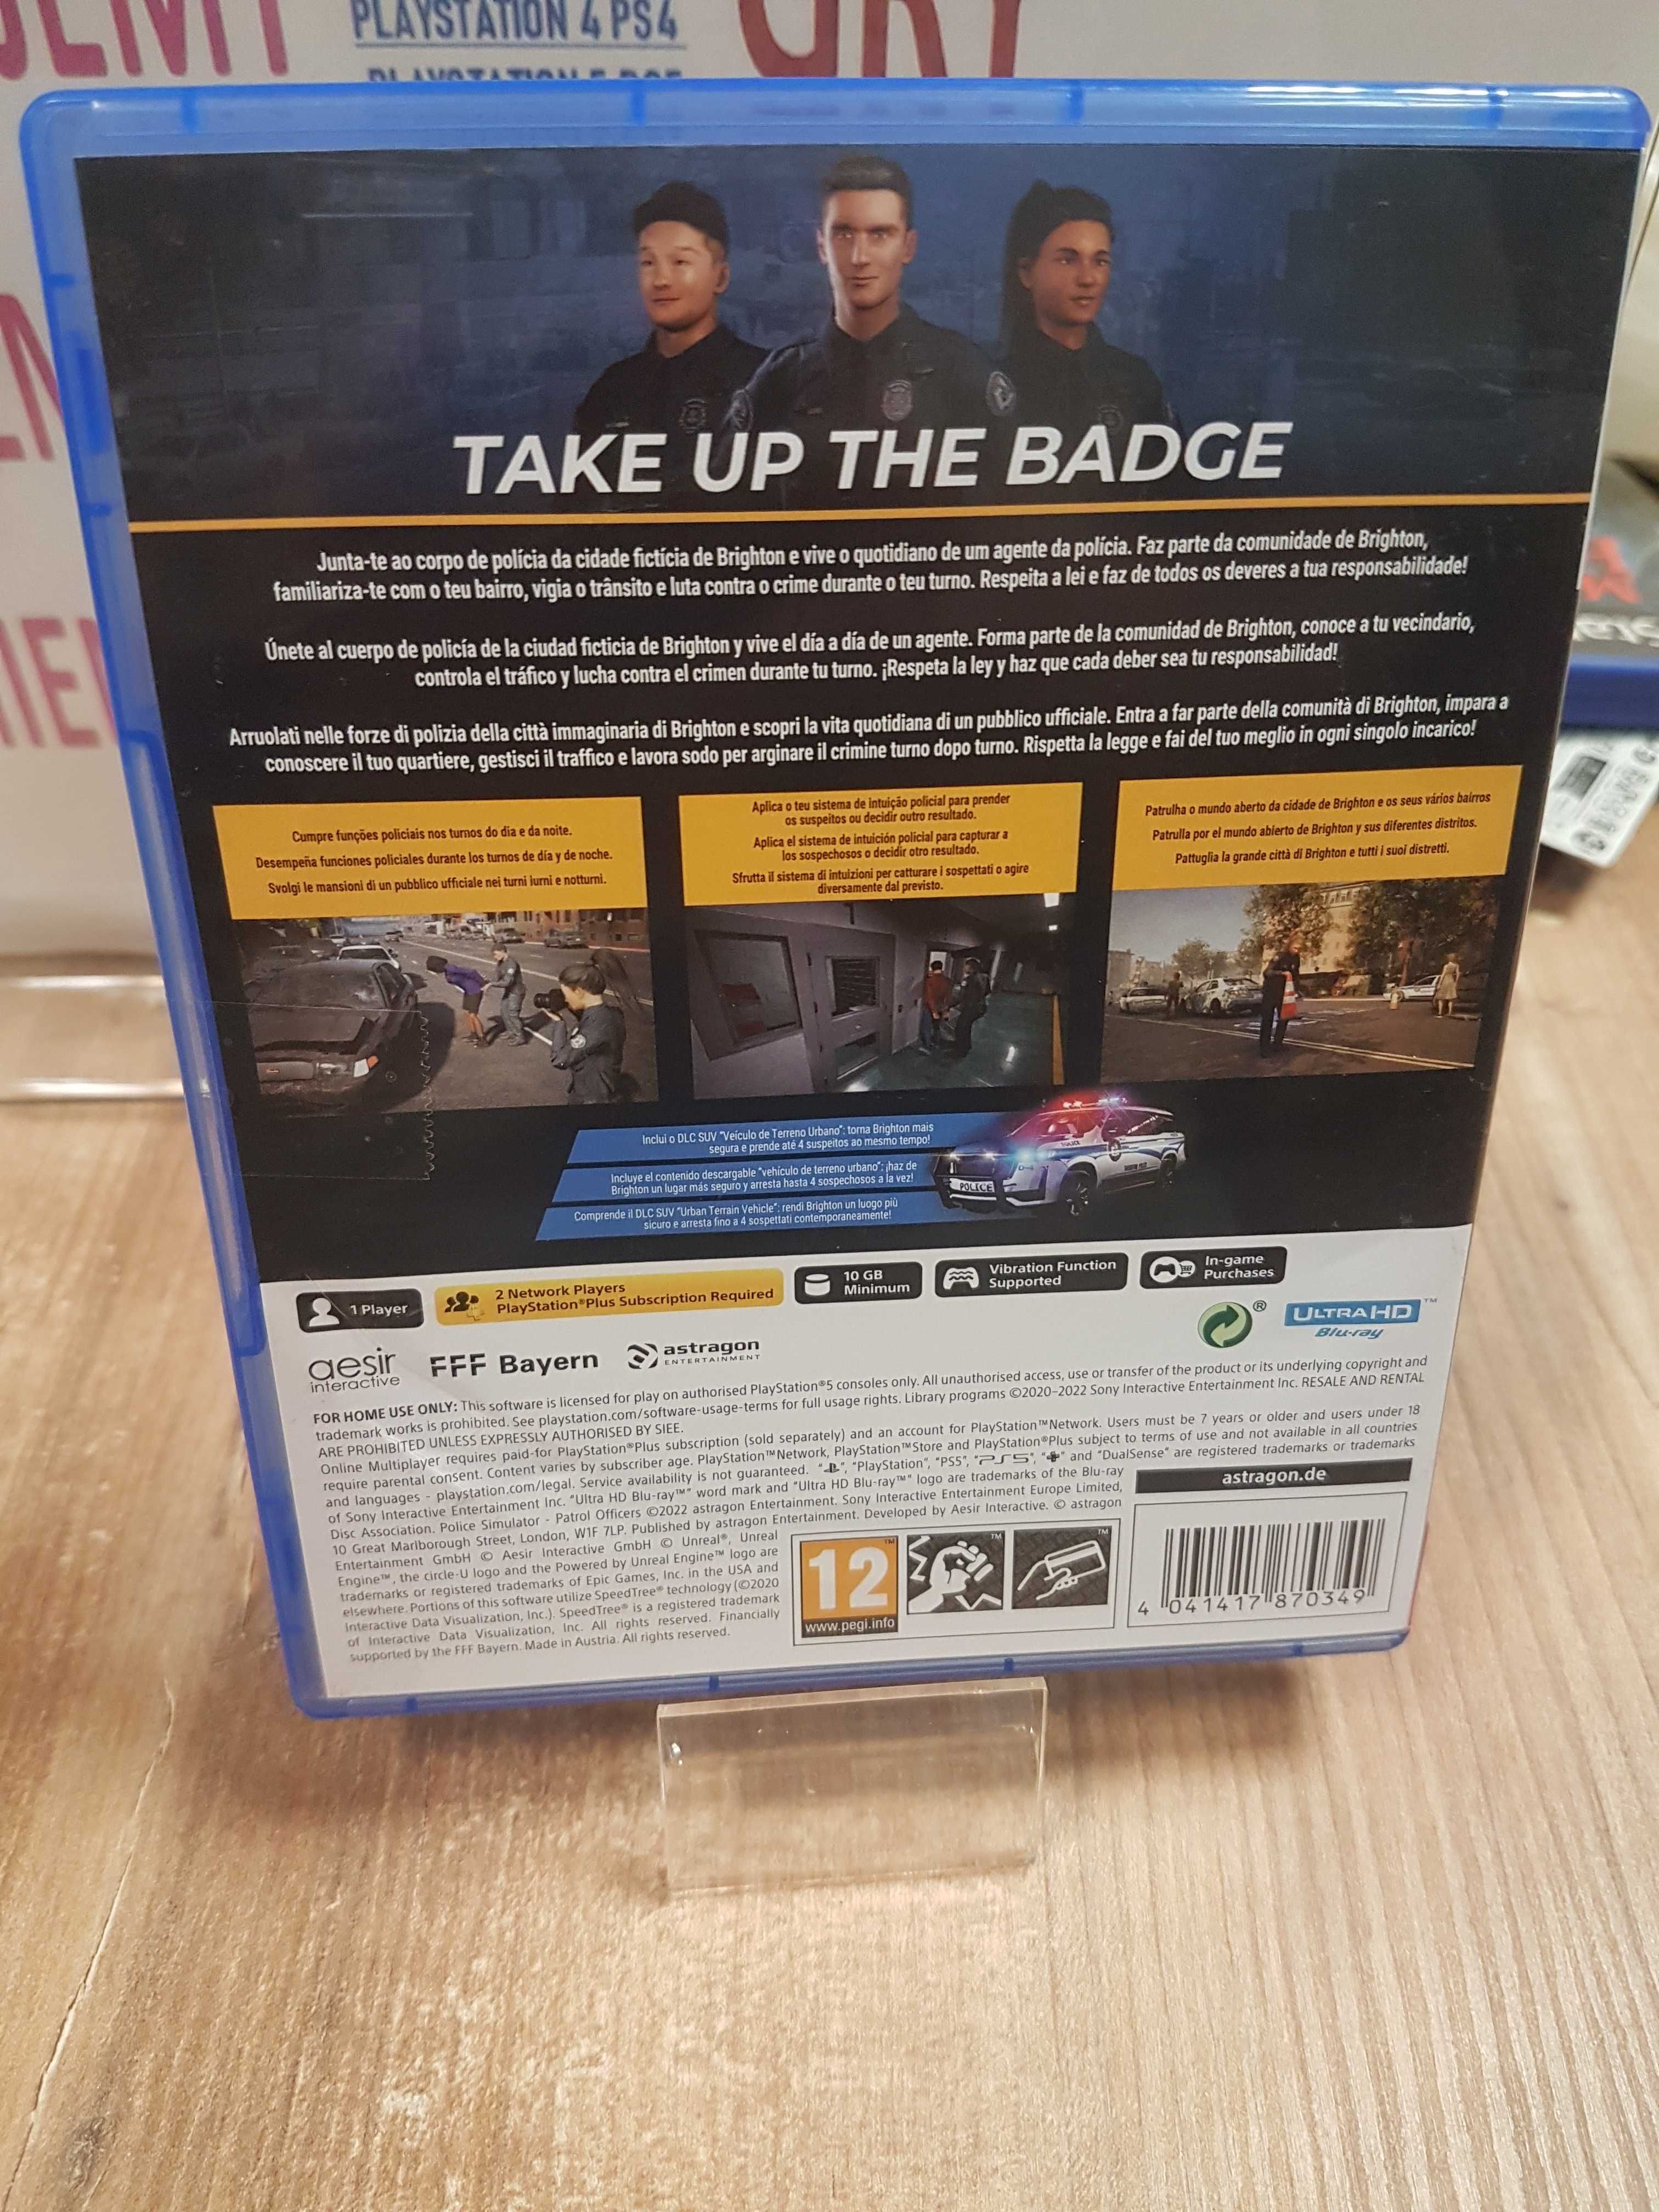 PLAYSTATION 4 PS4
GRY
TAKE UP THE BADGE
Junta-te ao corpo de polícia da cidade fictícia de Brighton e vive o quotidiano de um agente da polícia. Faz parte da comunidade de Brighton,
familiariza-te com o teu bairro, vigia o trânsito e luta contra o crime durante o teu turno. Respeita a lei e faz de todos os deveres a tua responsabilidade!
Únete al cuerpo de policía de la ciudad ficticia de Brighton y vive el día a día de un agente. Forma parte de la comunidad de Brighton, conoce a tu vecindario,
controla el tráfico y lucha contra el crimen durante tu turno. ¡Respeta la ley y haz que cada deber sea tu responsabilidad!
Arruolati nelle forze di polizia della città immaginaria di Brighton e scopri la vita quotidiana di un pubblico ufficiale. Entra a far parte della comunità di Brighton, impara a
conoscere il tuo quartiere, gestisci il traffico e lavora sodo per arginare il crimine turno dopo turno. Rispetta la legge e fai del tuo meglio in ogni singolo incarico!
Cumpre funções policiais nos turnos do dia e da noite.
Desempeña funciones policiales durante los turnos de día y de noche.
Svolgi le mansioni di un pubblico ufficiale nei turni iurni e notturni.
Aplica o teu sistema de intuição policial para prender
os suspeitos ou decidir outro resultado.
Aplica el sistema de intuición policial para capturar a
los sospechosos o decidir otro resultado.
Sfrutta il sistema di intuizioni per catturare i sospettati o agire
diversamente dal previsto.
Patrulha o mundo aberto da cidade de Brighton e os seus vários bairros
Patrulla por el mundo abierto de Brighton y sus diferentes distritos.
Pattuglia la grande città di Brighton e tutti i suoi distretti.
Inclui o DLC SUV "Veículo de Terreno Urbano": torna Brighton mais
segura e prende até 4 suspeitos ao mesmo tempo!
Incluye el contenido descargable "vehículo de terreno urbano": ¡haz de
Brighton un lugar más seguro y arresta hasta 4 sospechosos a la vez!
Comprende il DLC SUV "Urban Terrain Vehicle": rendi Brighton un luogo più
sicuro e arresta fino a 4 sospettati contemporaneamente!
POLICE
1 Player
2 Network Players
PlayStation®Plus Subscription Required
10 GB
Minimum
Vibration Function
Supported
In-game
Purchases
aesir
interactive
FFF Bayern
astragon
ENTERTAINMENT
®
ULTRA HD
Blu-ray
™
FOR HOME USE ONLY: This software is licensed for play on authorised PlayStation®5 consoles only. All unauthorised access, use or transfer of the product or its underlying copyright and
trademark works is prohibited. See playstation.com/software-usage-terms for full usage rights. Library programs ©2020-2022 Sony Interactive Entertainment Inc. RESALE AND RENTAL
ARE PROHIBITED UNLESS EXPRESSLY AUTHORISED BY SIEE.
Online Multiplayer requires paid-for PlayStation®Plus subscription (sold separately) and an account for PlayStation™Network. Users must be 7 years or older and users under 18
require parental consent. Content varies by subscriber age. PlayStation™Network, PlayStation™Store and PlayStation®Plus subject to terms of use and not available in all countries
and languages - playstation.com/legal. Service availability is not guaranteed. "", "PlayStation", "PS5", "PS5", "" and "DualSense" are registered trademarks or trademarks
of Sony Interactive Entertainment Inc. "Ultra HD Blu-ray™" word mark and "Ultra HD Blu-ray™" logo are trademarks of the Blu-ray
Disc Association. Police Simulator - Patrol Officers ©2022 astragon Entertainment. Sony Interactive Entertainment Europe Limited,
10 Great Marlborough Street, London, W1F 7LP. Published by astragon Entertainment. Developed by Aesir Interactive. © astragon
Entertainment GmbH © Aesir Interactive GmbH © Unreal®, Unreal
Engine™, the circle-U logo and the Powered by Unreal Engine™ logo are
trademarks or registered trademarks of Epic Games, Inc. in the USA and
elsewhere. Portions of this software utilize SpeedTree® technology (©2020
Interactive Data Visualization, Inc.). SpeedTree® is a registered trademark
of Interactive Data Visualization, Inc. All rights reserved. Financially
supported by the FFF Bayern. Made in Austria. All rights reserved.
12
www.pegi.info
astragon.de
4 041417 870349